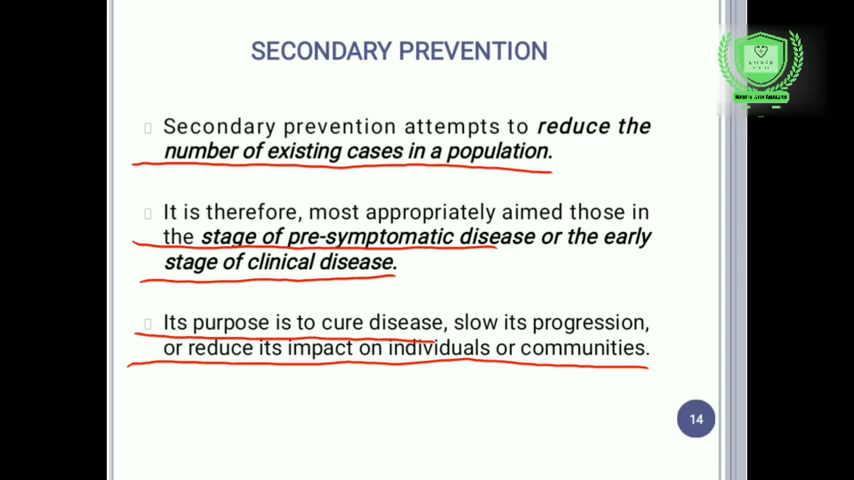 SECONDARY PREVENTION
Secondary prevention attempts to reduce the
number of existing cases in a population.
It is therefore, most appropriately aimed those in
the stage of pre-symptomatic disease or the early
stage of clinical disease.
Its purpose is to cure disease, slow its progression,
or reduce its impact on individuals or communities.
14